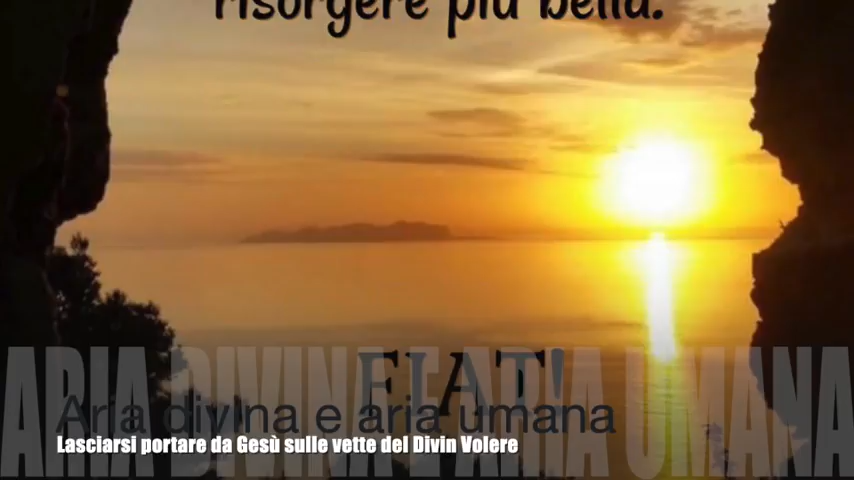 risorgere più bella.
FIAT!
ARIA DIVINA E ARIA UMANA
Aria divina e aria umana
Lasciarsi portare da Gesù sulle vette del Divin Volere